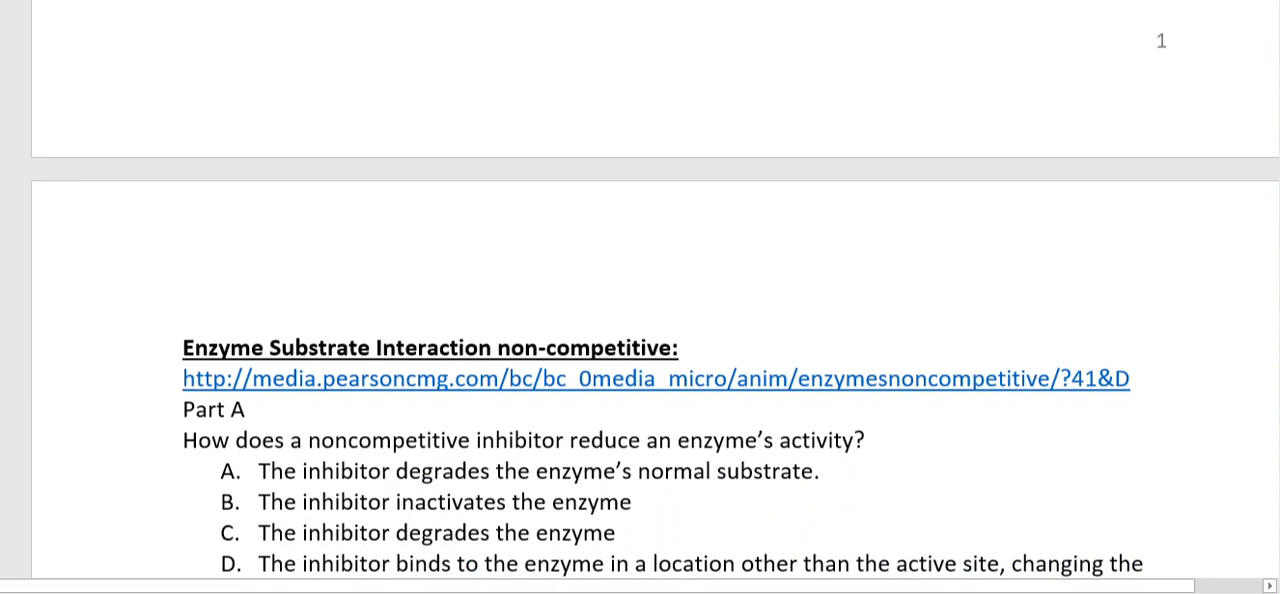 1
Enzyme Substrate Interaction non-competitive:
http://media.pearsoncmg.com/bc/bc_0media_micro/anim/enzymesnoncompetitive/?41&D
Part A
How does a noncompetitive inhibitor reduce an enzyme’s activity?
A. The inhibitor degrades the enzyme’s normal substrate.
B. The inhibitor inactivates the enzyme
C. The inhibitor degrades the enzyme
D. The inhibitor binds to the enzyme in a location other than the active site, changing the